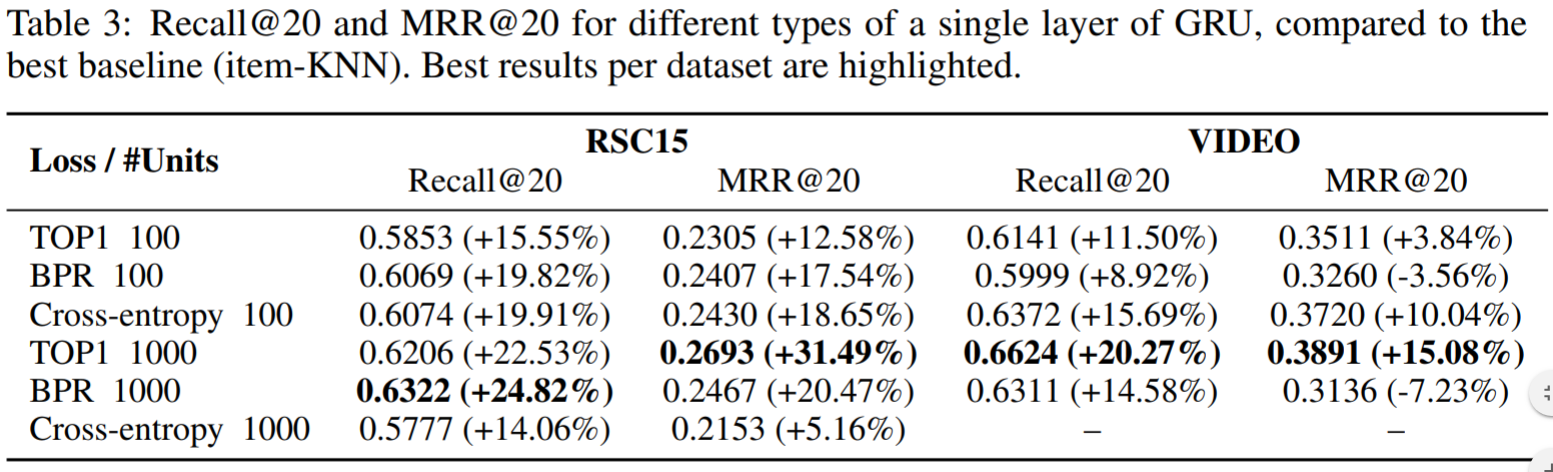 Table 3: Recall@20 and MRR@20 for different types of a single layer of GRU, compared to the
best baseline (item-KNN). Best results per dataset are highlighted.
Loss / #Units RSC15 VIDEO
Recall@20 MRR@20 Recall@20 MRR@20
TOP1 100 0.5853 (+15.55%) 0.2305 (+12.58%) 0.6141 (+11.50%) 0.3511 (+3.84%)
BPR 100 0.6069 (+19.82%) 0.2407 (+17.54%) 0.5999 (+8.92%) 0.3260 (-3.56%)
Cross-entropy 100 0.6074 (+19.91%) 0.2430 (+18.65%) 0.6372 (+15.69%) 0.3720 (+10.04%)
TOP1 1000 0.6206 (+22.53%) 0.2693 (+31.49%) 0.6624 (+20.27%) 0.3891 (+15.08%)
BPR 1000 0.6322 (+24.82%) 0.2467 (+20.47%) 0.6311 (+14.58%) 0.3136 (-7.23%)
Cross-entropy 1000 0.5777 (+14.06%) 0.2153 (+5.16%) – –